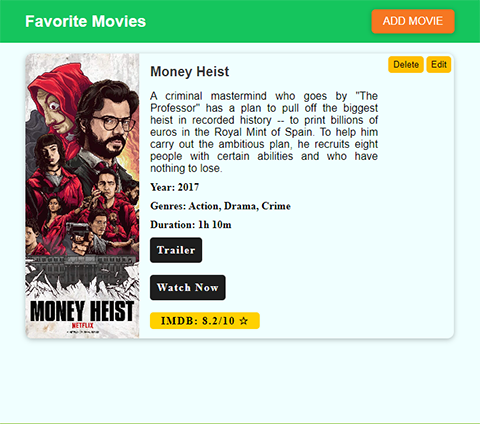 Favorite Movies
ADD MOVIE
Delete Edit
Money Heist
A criminal mastermind who goes by "The
Professor" has a plan to pull off the biggest
heist in recorded history -- to print billions of
euros in the Royal Mint of Spain. To help him
carry out the ambitious plan, he recruits eight
people with certain abilities and who have
nothing to lose.
Year: 2017
Genres: Action, Drama, Crime
Duration: 1h 10m
Trailer
Watch Now
IMDB: 8.2/10 ☆
MONEY HEIST
NETFLIX